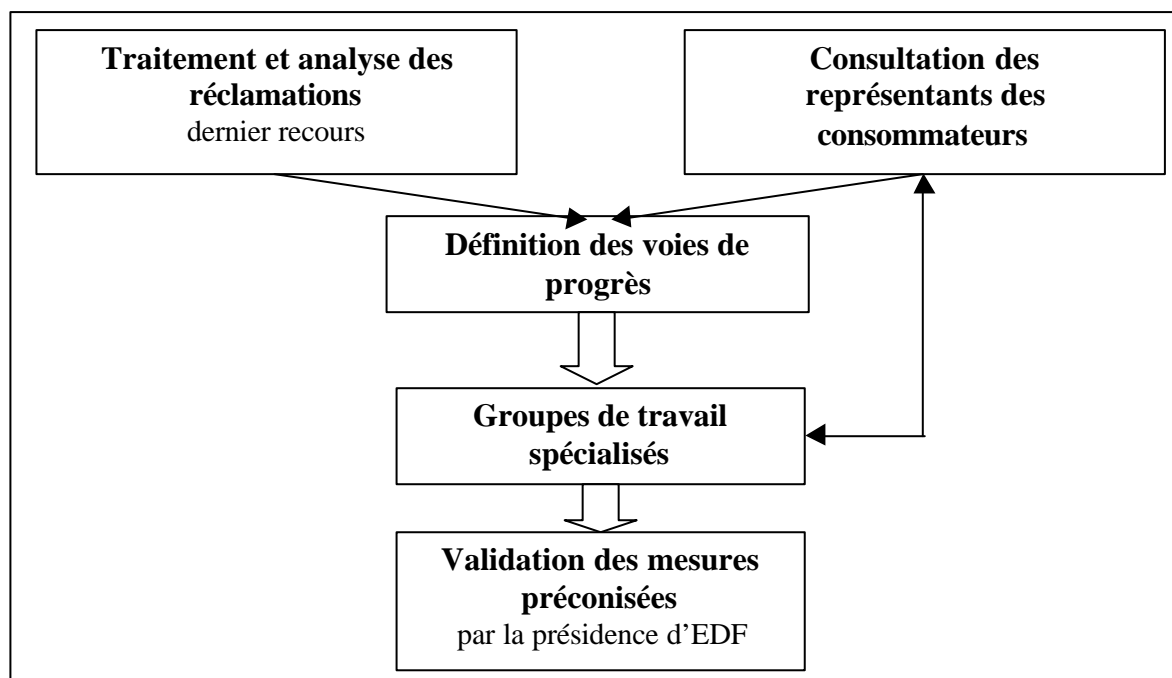 Traitement et analyse des
réclamations
dernier recours
Consultation des
représentants des
consommateurs
Définition des voies de
progrès
Groupes de travail
spécialisés
Validation des mesures
préconisées
par la présidence d’EDF